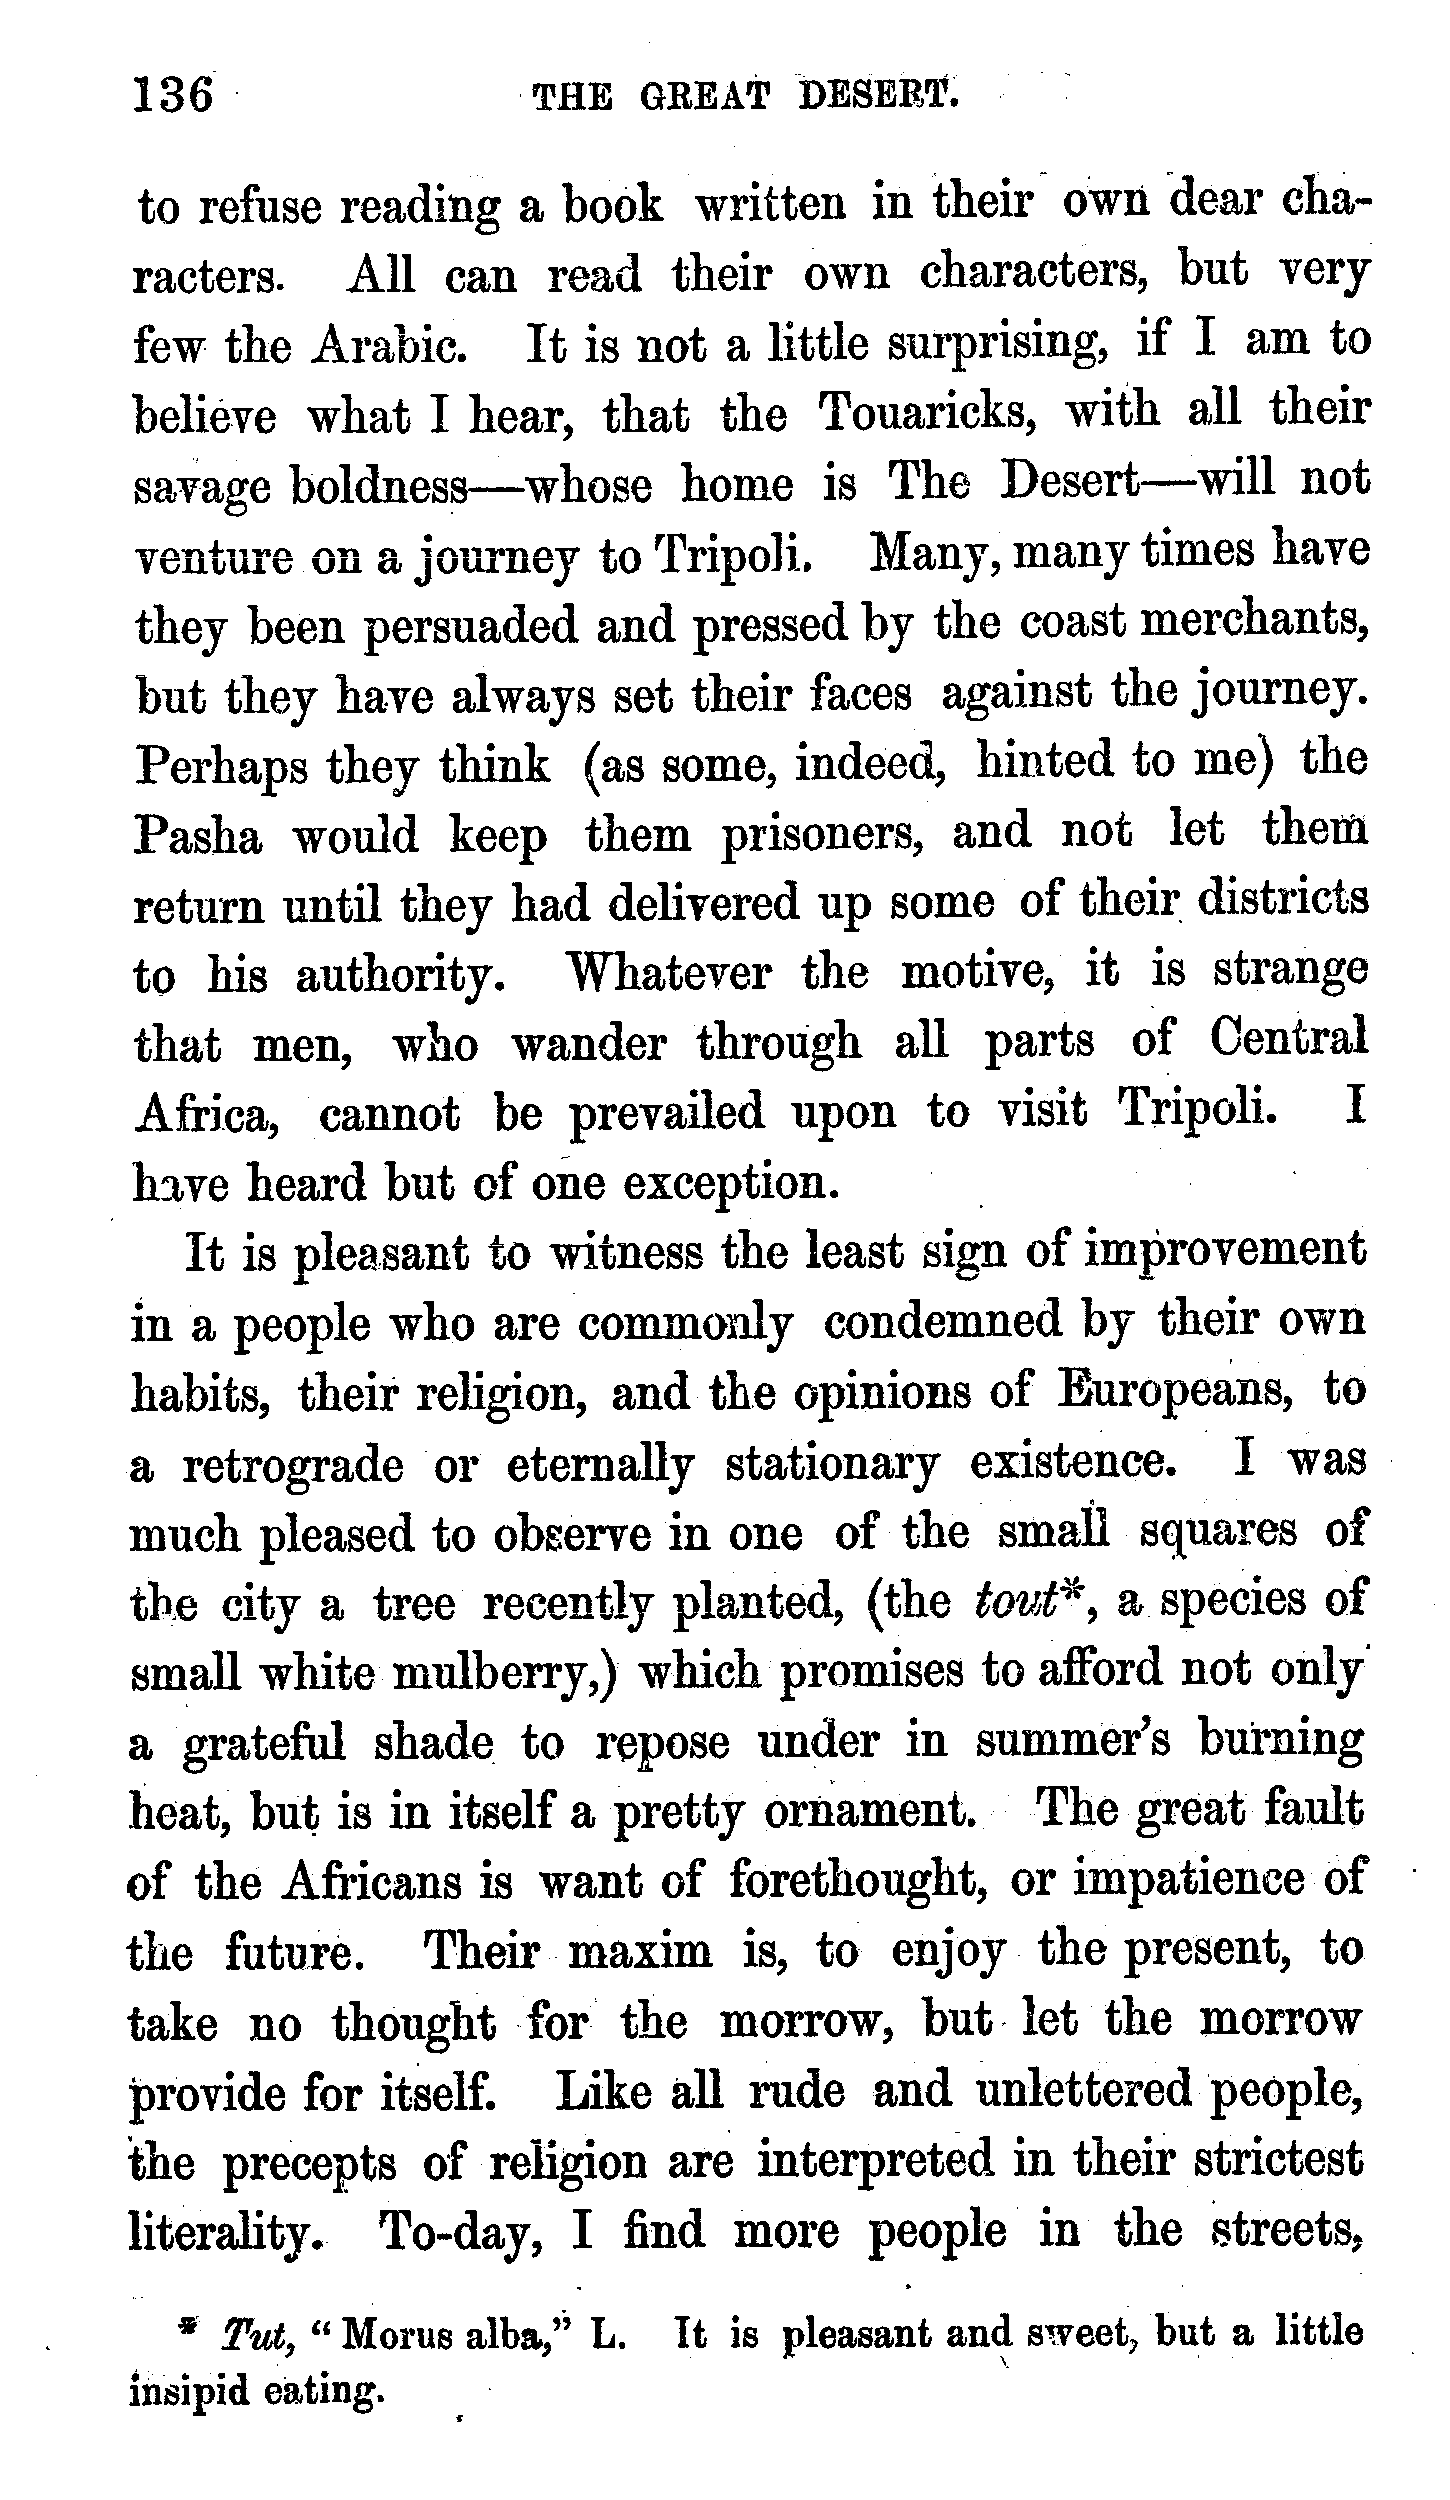 136 THE GREAT DESERT.
to refuse reading a book written in their own dear cha-
racters. All can read their own characters, but very
few the Arabic. It is not a little surprising, if I am to
believe what I hear, that the Touaricks, with all their
savage boldness—whose home is The Desert—will not
venture on a journey to Tripoli. Many, many times have
they been persuaded and pressed by the coast merchants,
but they have always set their faces against the journey.
Perhaps they think (as some, indeed, hinted to me) the
Pasha would keep them prisoners, and not let them
return until they had delivered up some of their districts
to his authority. Whatever the motive, it is strange
that men, who wander through all parts of Central
Africa, cannot be prevailed upon to visit Tripoli. I
have heard but of one exception.
It is pleasant to witness the least sign of improvement
in a people who are commonly condemned by their own
habits, their religion, and the opinions of Europeans, to
a retrograde or eternally stationary existence. I was
much pleased to observe in one of the small squares of
the city a tree recently planted, (the tout*, a species of
small white mulberry,) which promises to afford not only
a grateful shade to repose under in summer's burning
heat, but is in itself a pretty ornament. The great fault
of the Africans is want of forethought, or impatience of
the future. Their maxim is, to enjoy the present, to
take no thought for the morrow, but let the morrow
provide for itself. Like all rude and unlettered people,
the precepts of religion are interpreted in their strictest
literality. To-day, I find more people in the streets,
* Tut, “Morus alba,” L. It is pleasant and sweet, but a little
insipid eating.